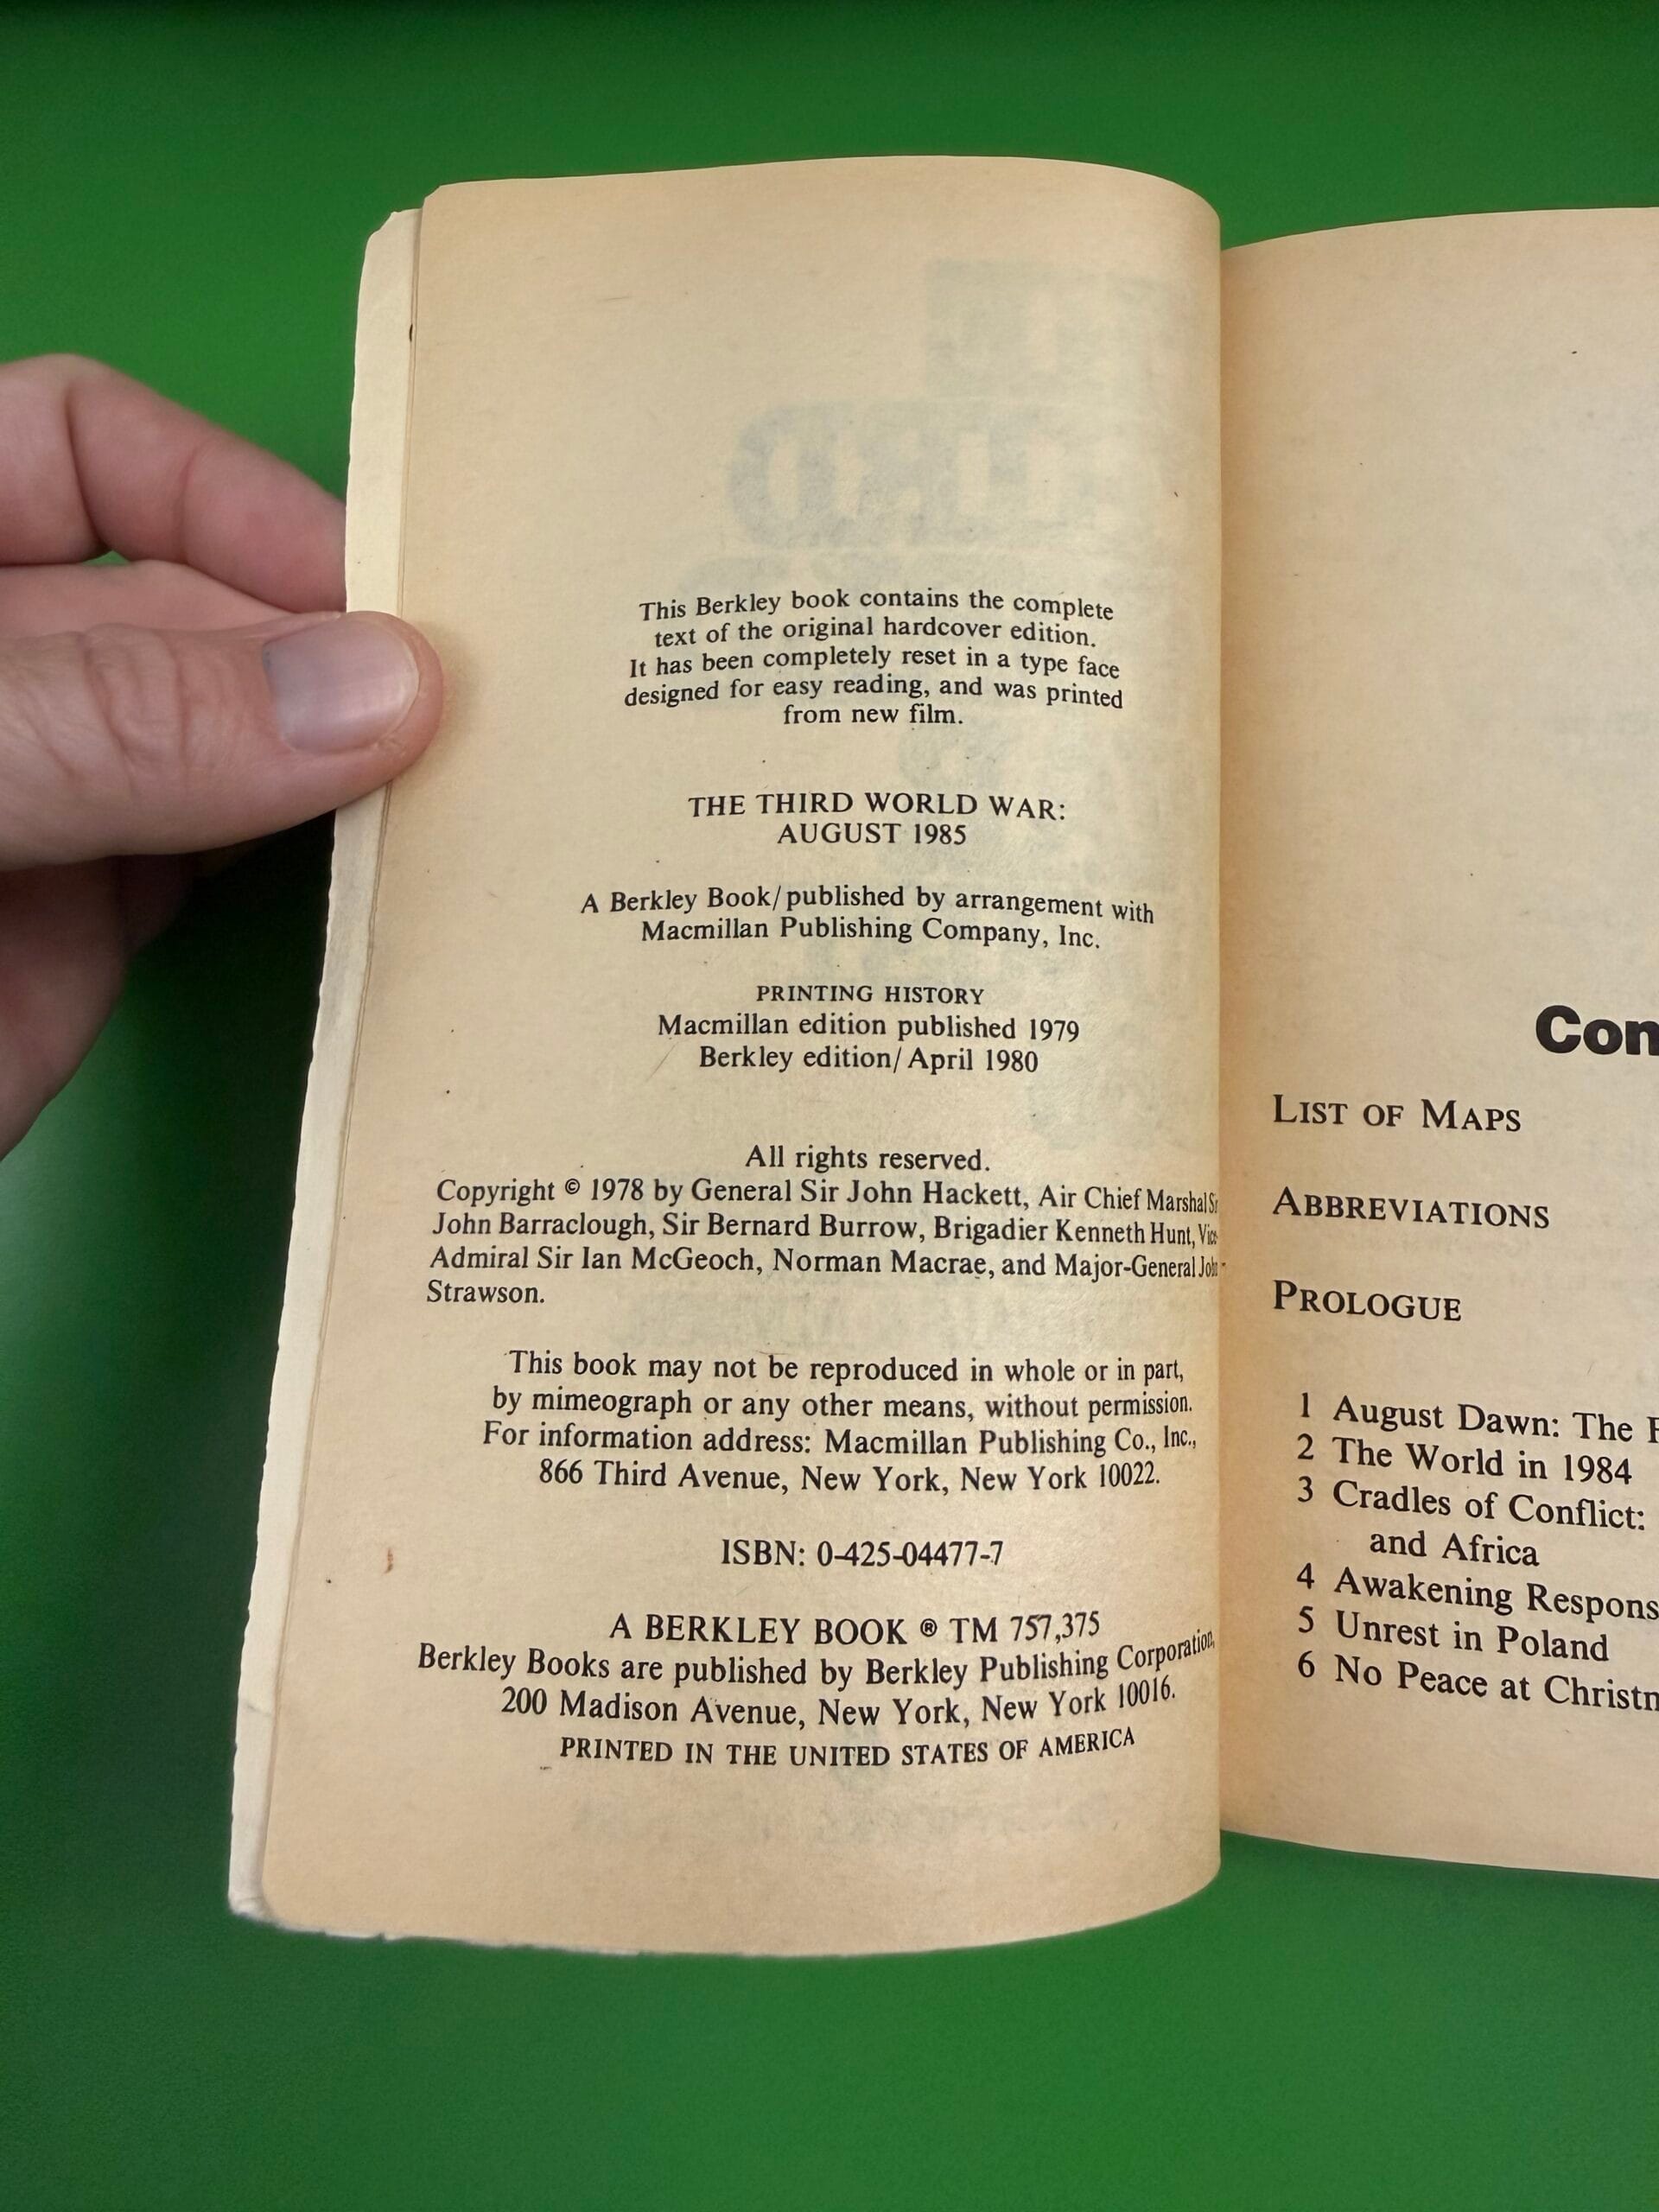 This Berkley book contains the complete
text of the original hardcover edition.
It has been completely reset in a type face
designed for easy reading, and was printed
from new film.
THE THIRD WORLD WAR:
AUGUST 1985
A Berkley Book/published by arrangement with
Macmillan Publishing Company, Inc.
PRINTING HISTORY
Macmillan edition published 1979
Berkley edition/April 1980
All rights reserved.
Copyright © 1978 by General Sir John Hackett, Air Chief Marshal
John Barraclough, Sir Bernard Burrow, Brigadier Kenneth Hunt,
Admiral Sir Ian McGeoch, Norman Macrae, and Major-General
Strawson.
This book may not be reproduced in whole or in part,
by mimeograph or any other means, without permission.
For information address: Macmillan Publishing Co., Inc.,
866 Third Avenue, New York, New York 10022.
ISBN: 0-425-04477-7
A BERKLEY BOOK ® TM 757,375
Berkley Books are published by Berkley Publishing Corporation,
200 Madison Avenue, New York, New York 10016.
PRINTED IN THE UNITED STATES OF AMERICA
Con
LIST OF MAPS
ABBREVIATIONS
PROLOGUE
1 August Dawn: The
2 The World in 1984
3 Cradles of Conflict:
and Africa
4 Awakening Respons
5 Unrest in Poland
6 No Peace at Christ